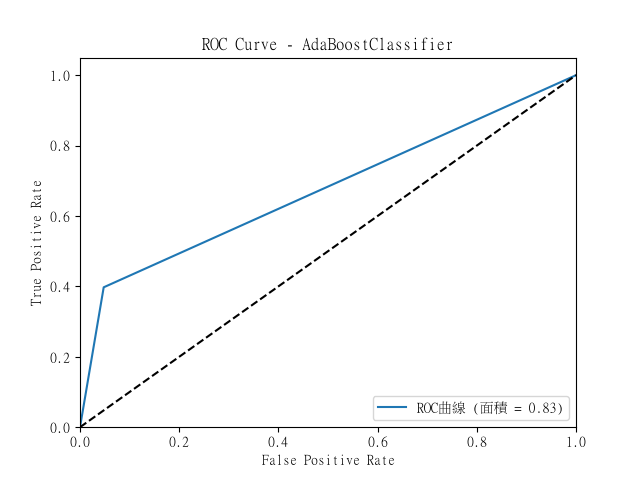 ROC Curve - AdaBoostClassifier
1.0
0.8
0.6
0.4
0.2
0.0
True Positive Rate
ROC曲線 (面積 = 0.83)
0.0 0.2 0.4 0.6 0.8 1.0
False Positive Rate